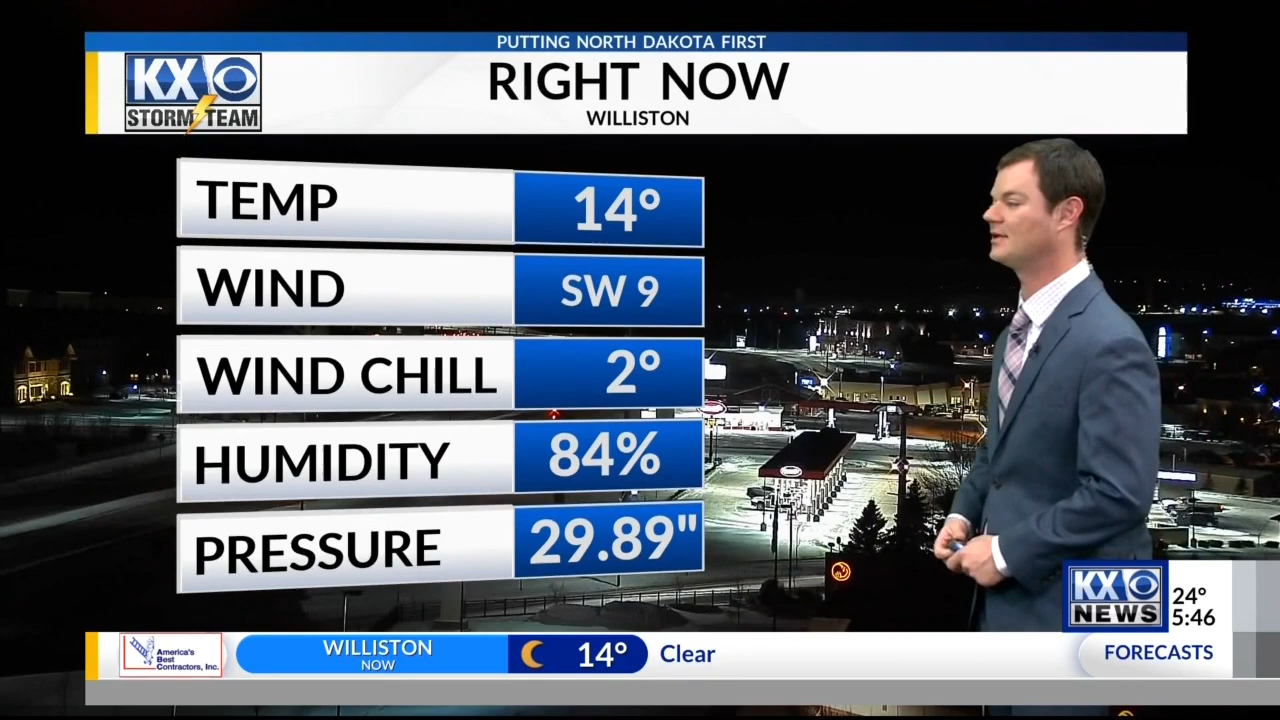 PUTTING NORTH DAKOTA FIRST
KX
STORM TEAM
RIGHT NOW
WILLISTON
TEMP 14°
WIND SW 9
WIND CHILL 2°
HUMIDITY 84%
PRESSURE 29.89"
KX
NEWS
24°
5:46
America's
Best
Contractors, Inc.
WILLISTON
NOW
14°
Clear
FORECASTS